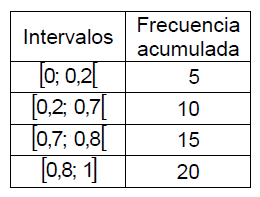 Intervalos Frecuencia acumulada
[0; 0,2[ 5
[0,2; 0,7[ 10
[0,7; 0,8[ 15
[0,8; 1] 20